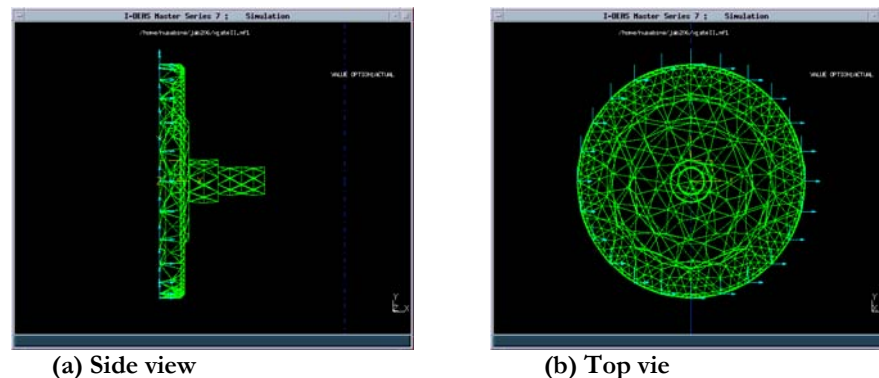 I-DEAS Master Series 7 : Simulation
I-DEAS Master Series 7 : Simulation
VALUE OPTION:ACTUAL
VALUE OPTION:ACTUAL
Y
X
Y
X
(a) Side view
(b) Top vie